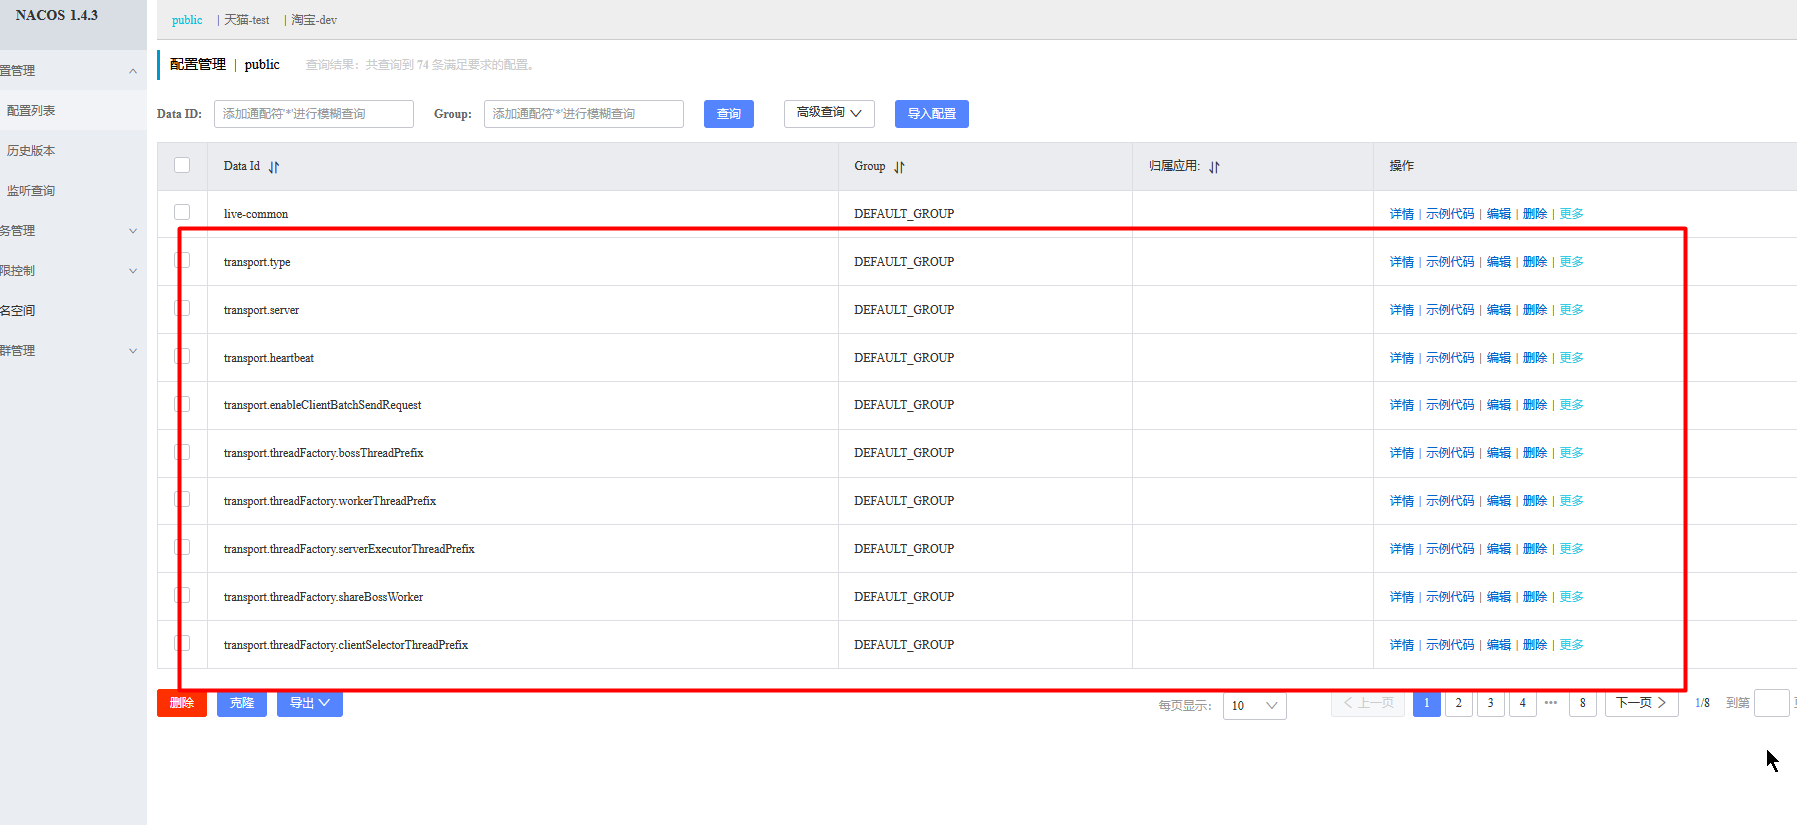 NACOS 1.4.3
置管理
配置列表
历史版本
监听查询
务管理
限控制
名空间
群管理
public | 天猫-test | 淘宝-dev
配置管理 | public 查询结果：共查询到 74 条满足要求的配置。
Data ID: 添加通配符'*'进行模糊查询 Group: 添加通配符'*'进行模糊查询 查询 高级查询 导入配置
Data Id Group 归属应用: 操作
live-common DEFAULT_GROUP 详情 | 示例代码 | 编辑 | 删除 | 更多
transport.type DEFAULT_GROUP 详情 | 示例代码 | 编辑 | 删除 | 更多
transport.server DEFAULT_GROUP 详情 | 示例代码 | 编辑 | 删除 | 更多
transport.heartbeat DEFAULT_GROUP 详情 | 示例代码 | 编辑 | 删除 | 更多
transport.enableClientBatchSendRequest DEFAULT_GROUP 详情 | 示例代码 | 编辑 | 删除 | 更多
transport.threadFactory.bossThreadPrefix DEFAULT_GROUP 详情 | 示例代码 | 编辑 | 删除 | 更多
transport.threadFactory.workerThreadPrefix DEFAULT_GROUP 详情 | 示例代码 | 编辑 | 删除 | 更多
transport.threadFactory.serverExecutorThreadPrefix DEFAULT_GROUP 详情 | 示例代码 | 编辑 | 删除 | 更多
transport.threadFactory.shareBossWorker DEFAULT_GROUP 详情 | 示例代码 | 编辑 | 删除 | 更多
transport.threadFactory.clientSelectorThreadPrefix DEFAULT_GROUP 详情 | 示例代码 | 编辑 | 删除 | 更多
删除 克隆 导出 每页显示: 10 上一页 1 2 3 4 ••• 8 下一页 1/8 到第